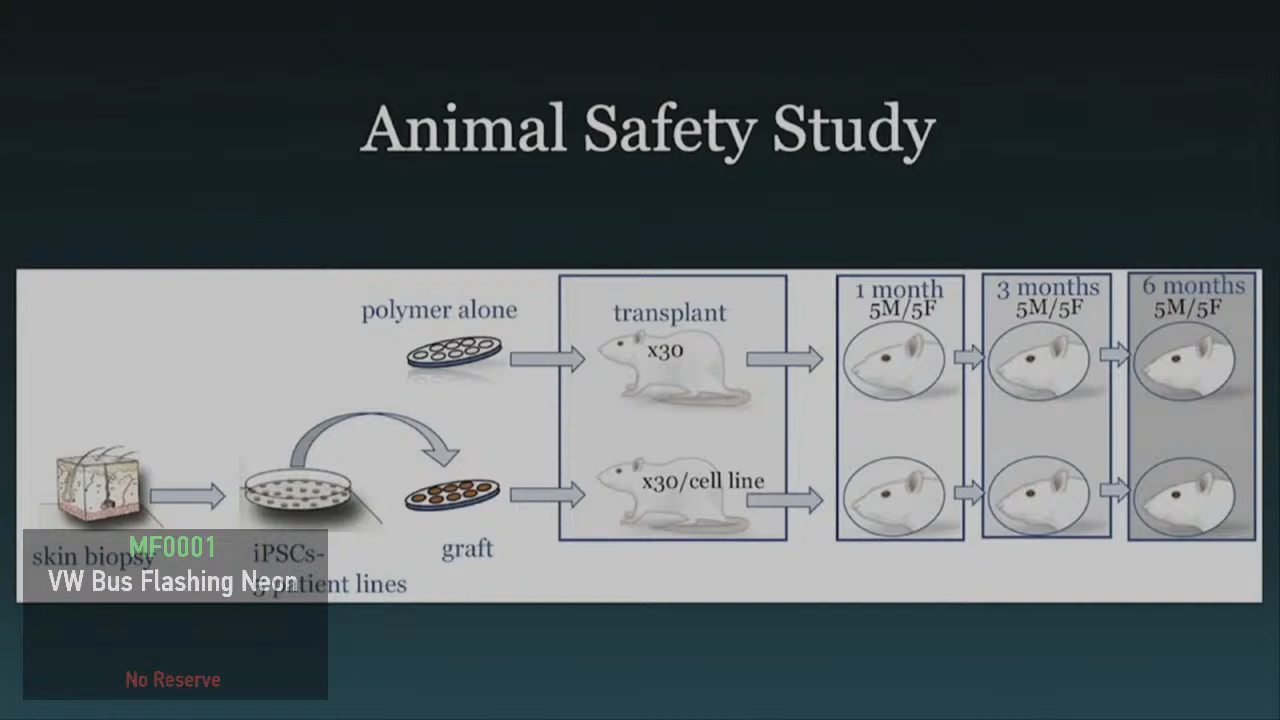 Animal Safety Study
polymer alone
transplant
x30
1 month
5M/5F
3 months
5M/5F
6 months
5M/5F
x30/cell line
skin biopsy
iPSCs-
patient lines
graft
MF0001
VW Bus Flashing Neon
No Reserve